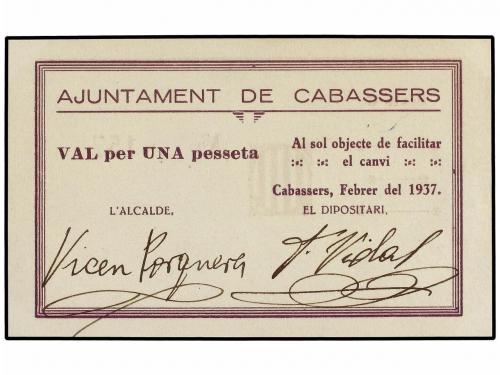 AJUNTAMENT DE CABASSERS
VAL per UNA pesseta
Al sol objecte de facilitar
:-: :-: el canvi :-: :-:
Cabassers, Febrer del 1937.
L'ALCALDE,
EL DIPOSITARI,
Vicen Porquera
F. Vidal